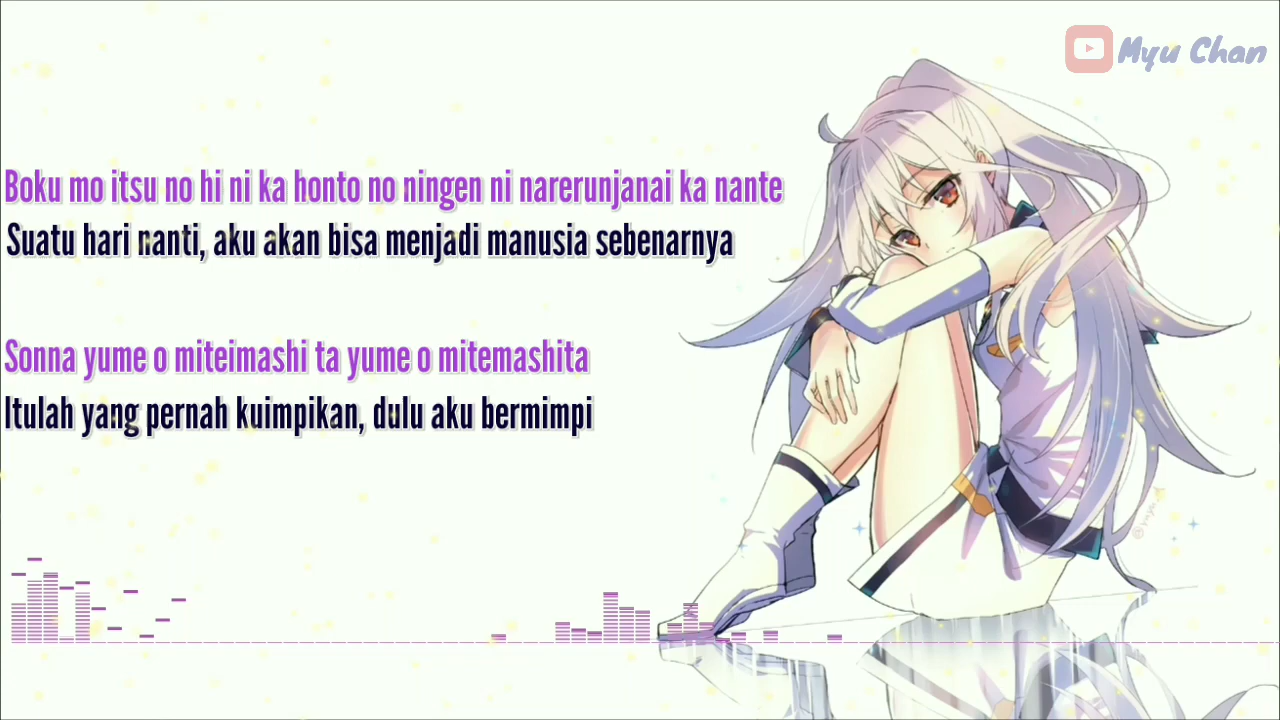 Myu Chan
Boku mo itsu no hi ni ka honto no ningen ni narerunjanai ka nante
Suatu hari nanti, aku akan bisa menjadi manusia sebenarnya
Sonna yume o miteimashi ta yume o mitemashita
Itulah yang pernah kuimpikan, dulu aku bermimpi